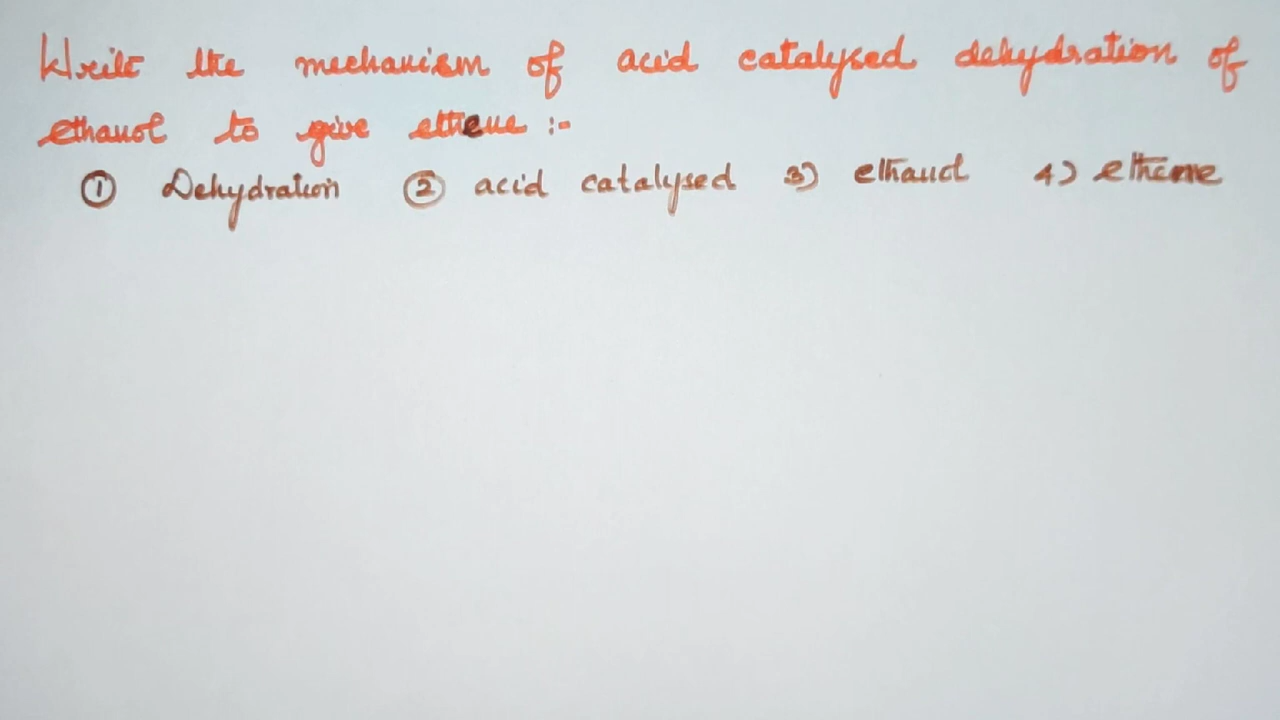 Write the mechanism of acid catalysed dehydration of
ethanol to give ethene :-
① Dehydration ② acid catalysed 3) ethanol 4) ethene